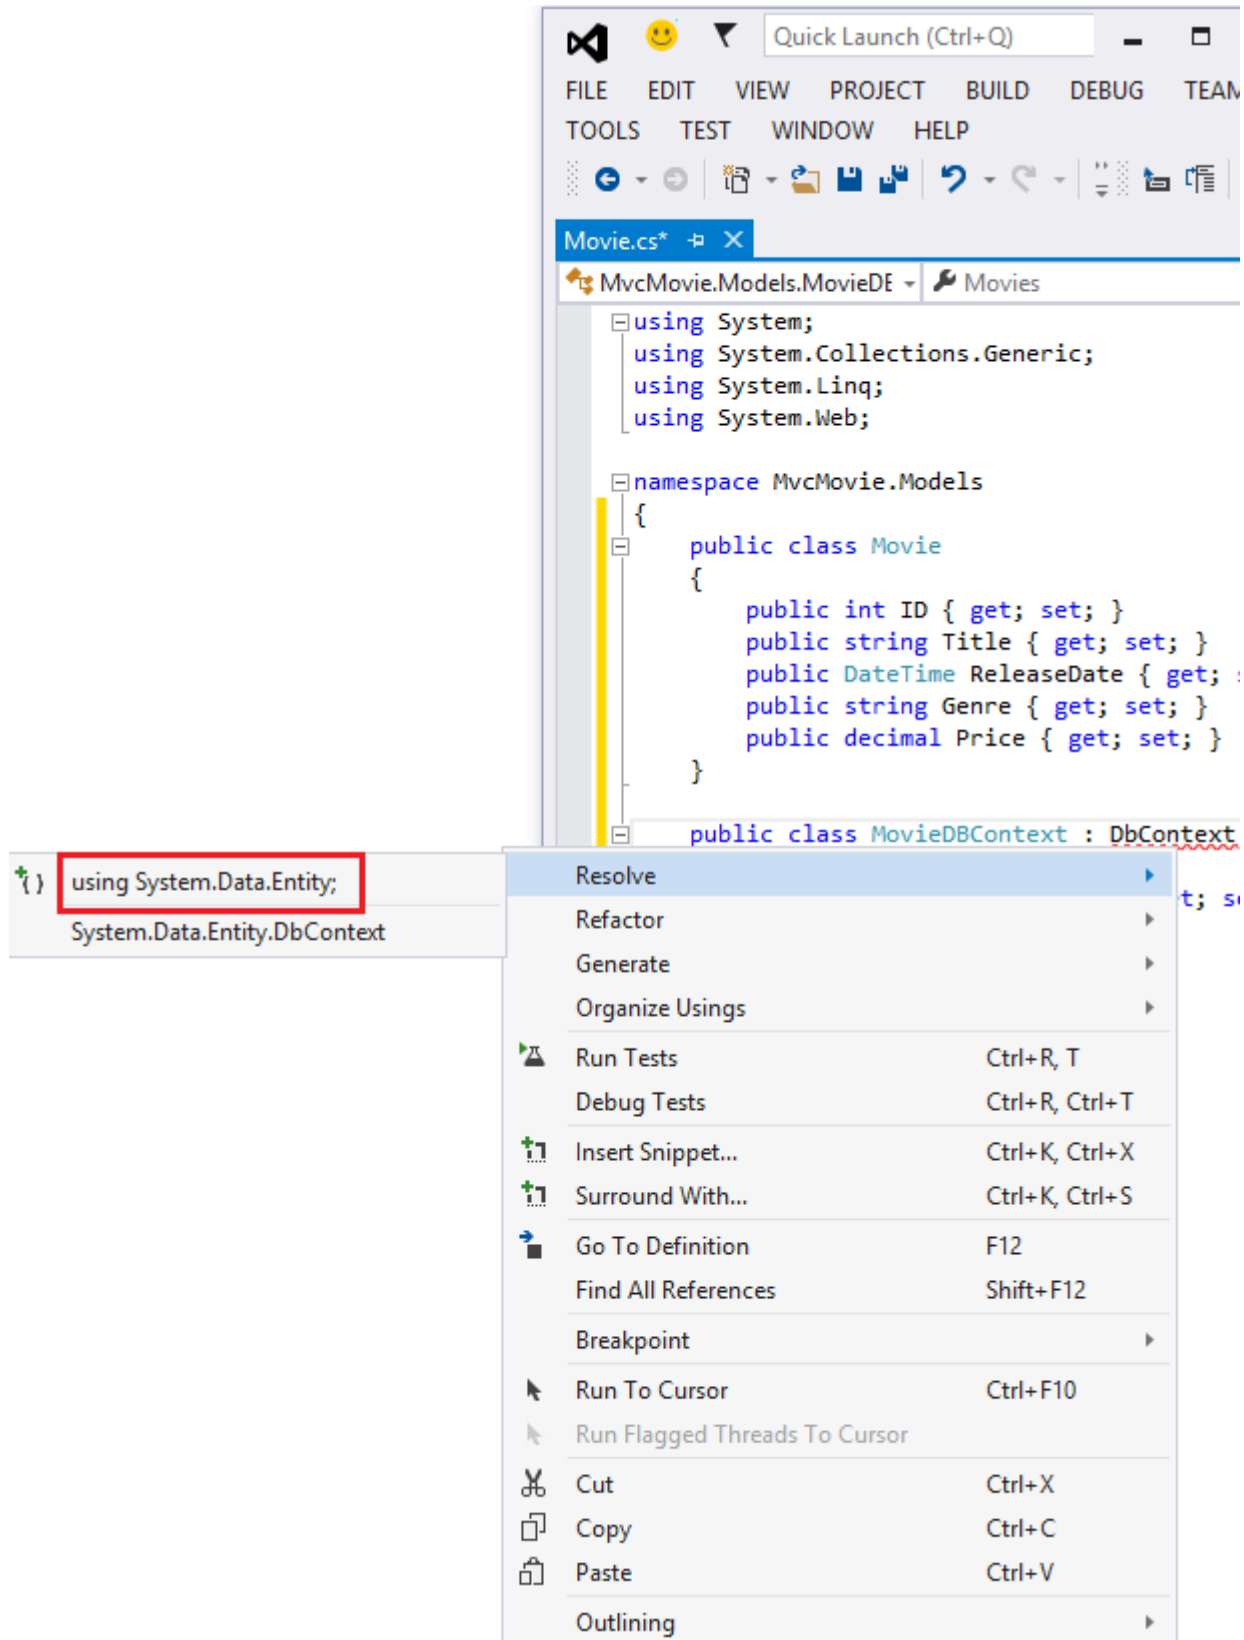 Quick Launch (Ctrl+Q)
FILE EDIT VIEW PROJECT BUILD DEBUG TEAM
TOOLS TEST WINDOW HELP
Movie.cs*
MvcMovie.Models.MovieDB Movies
using System;
using System.Collections.Generic;
using System.Linq;
using System.Web;
namespace MvcMovie.Models
{
public class Movie
{
public int ID { get; set; }
public string Title { get; set; }
public DateTime ReleaseDate { get; s
public string Genre { get; set; }
public decimal Price { get; set; }
}
public class MovieDBContext : DbContext
t; se
using System.Data.Entity;
System.Data.Entity.DbContext
Resolve
Refactor
Generate
Organize Usings
Run Tests Ctrl+R, T
Debug Tests Ctrl+R, Ctrl+T
Insert Snippet... Ctrl+K, Ctrl+X
Surround With... Ctrl+K, Ctrl+S
Go To Definition F12
Find All References Shift+F12
Breakpoint
Run To Cursor Ctrl+F10
Run Flagged Threads To Cursor
Cut Ctrl+X
Copy Ctrl+C
Paste Ctrl+V
Outlining